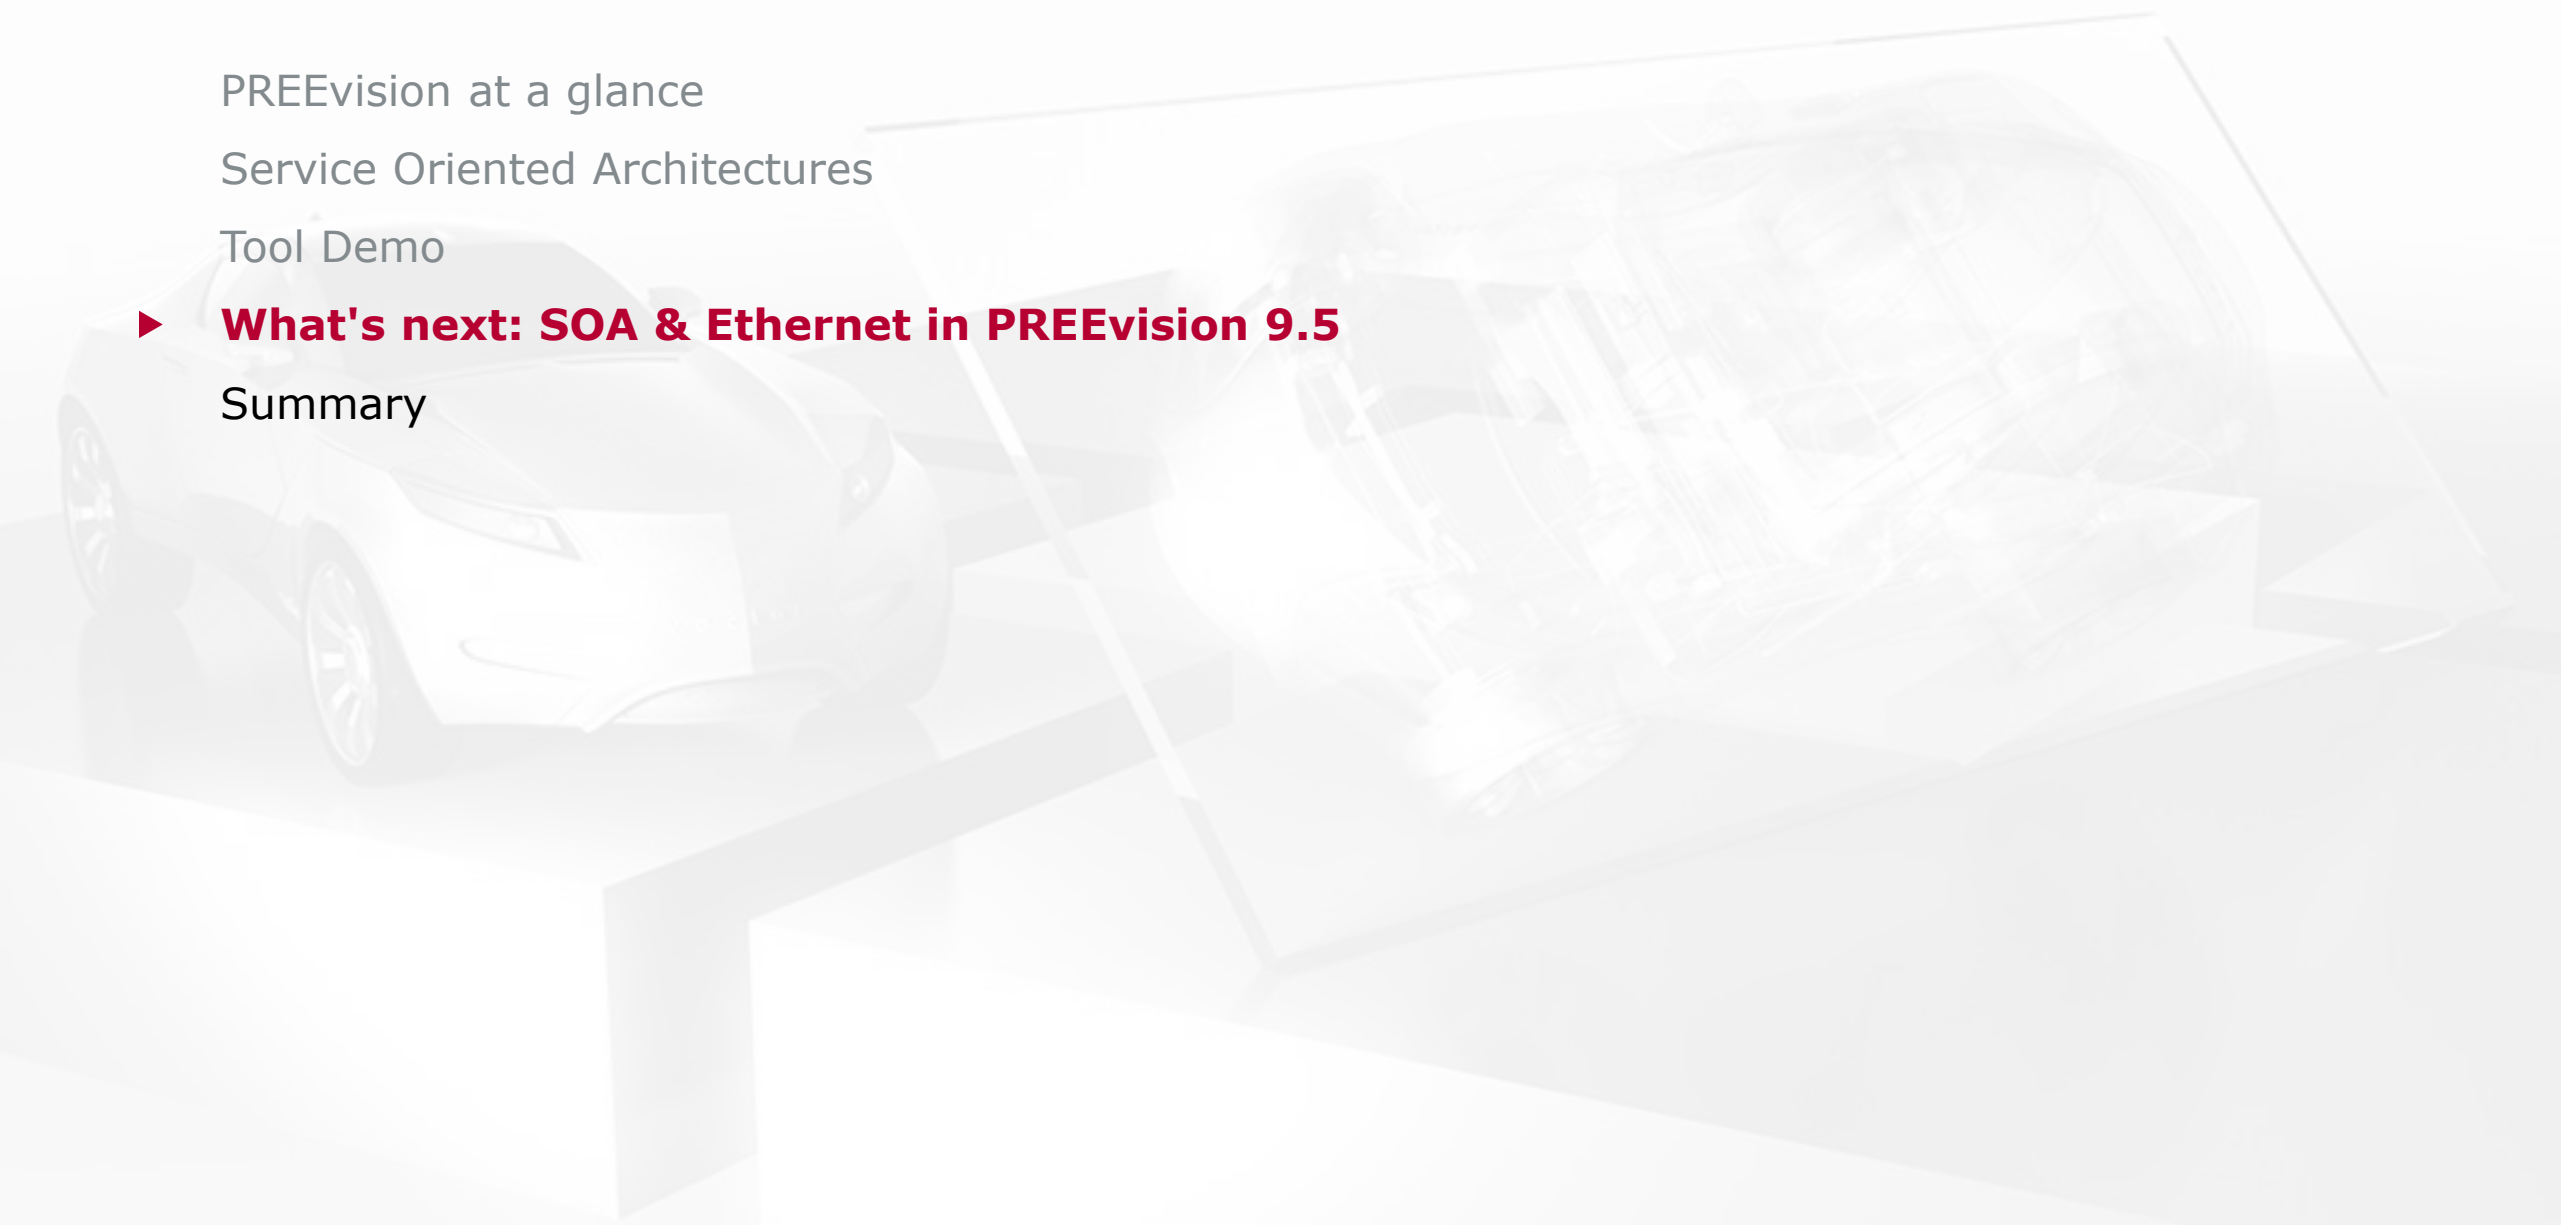 PREEvision at a glance
Service Oriented Architectures
Tool Demo
What's next: SOA & Ethernet in PREEvision 9.5
Summary